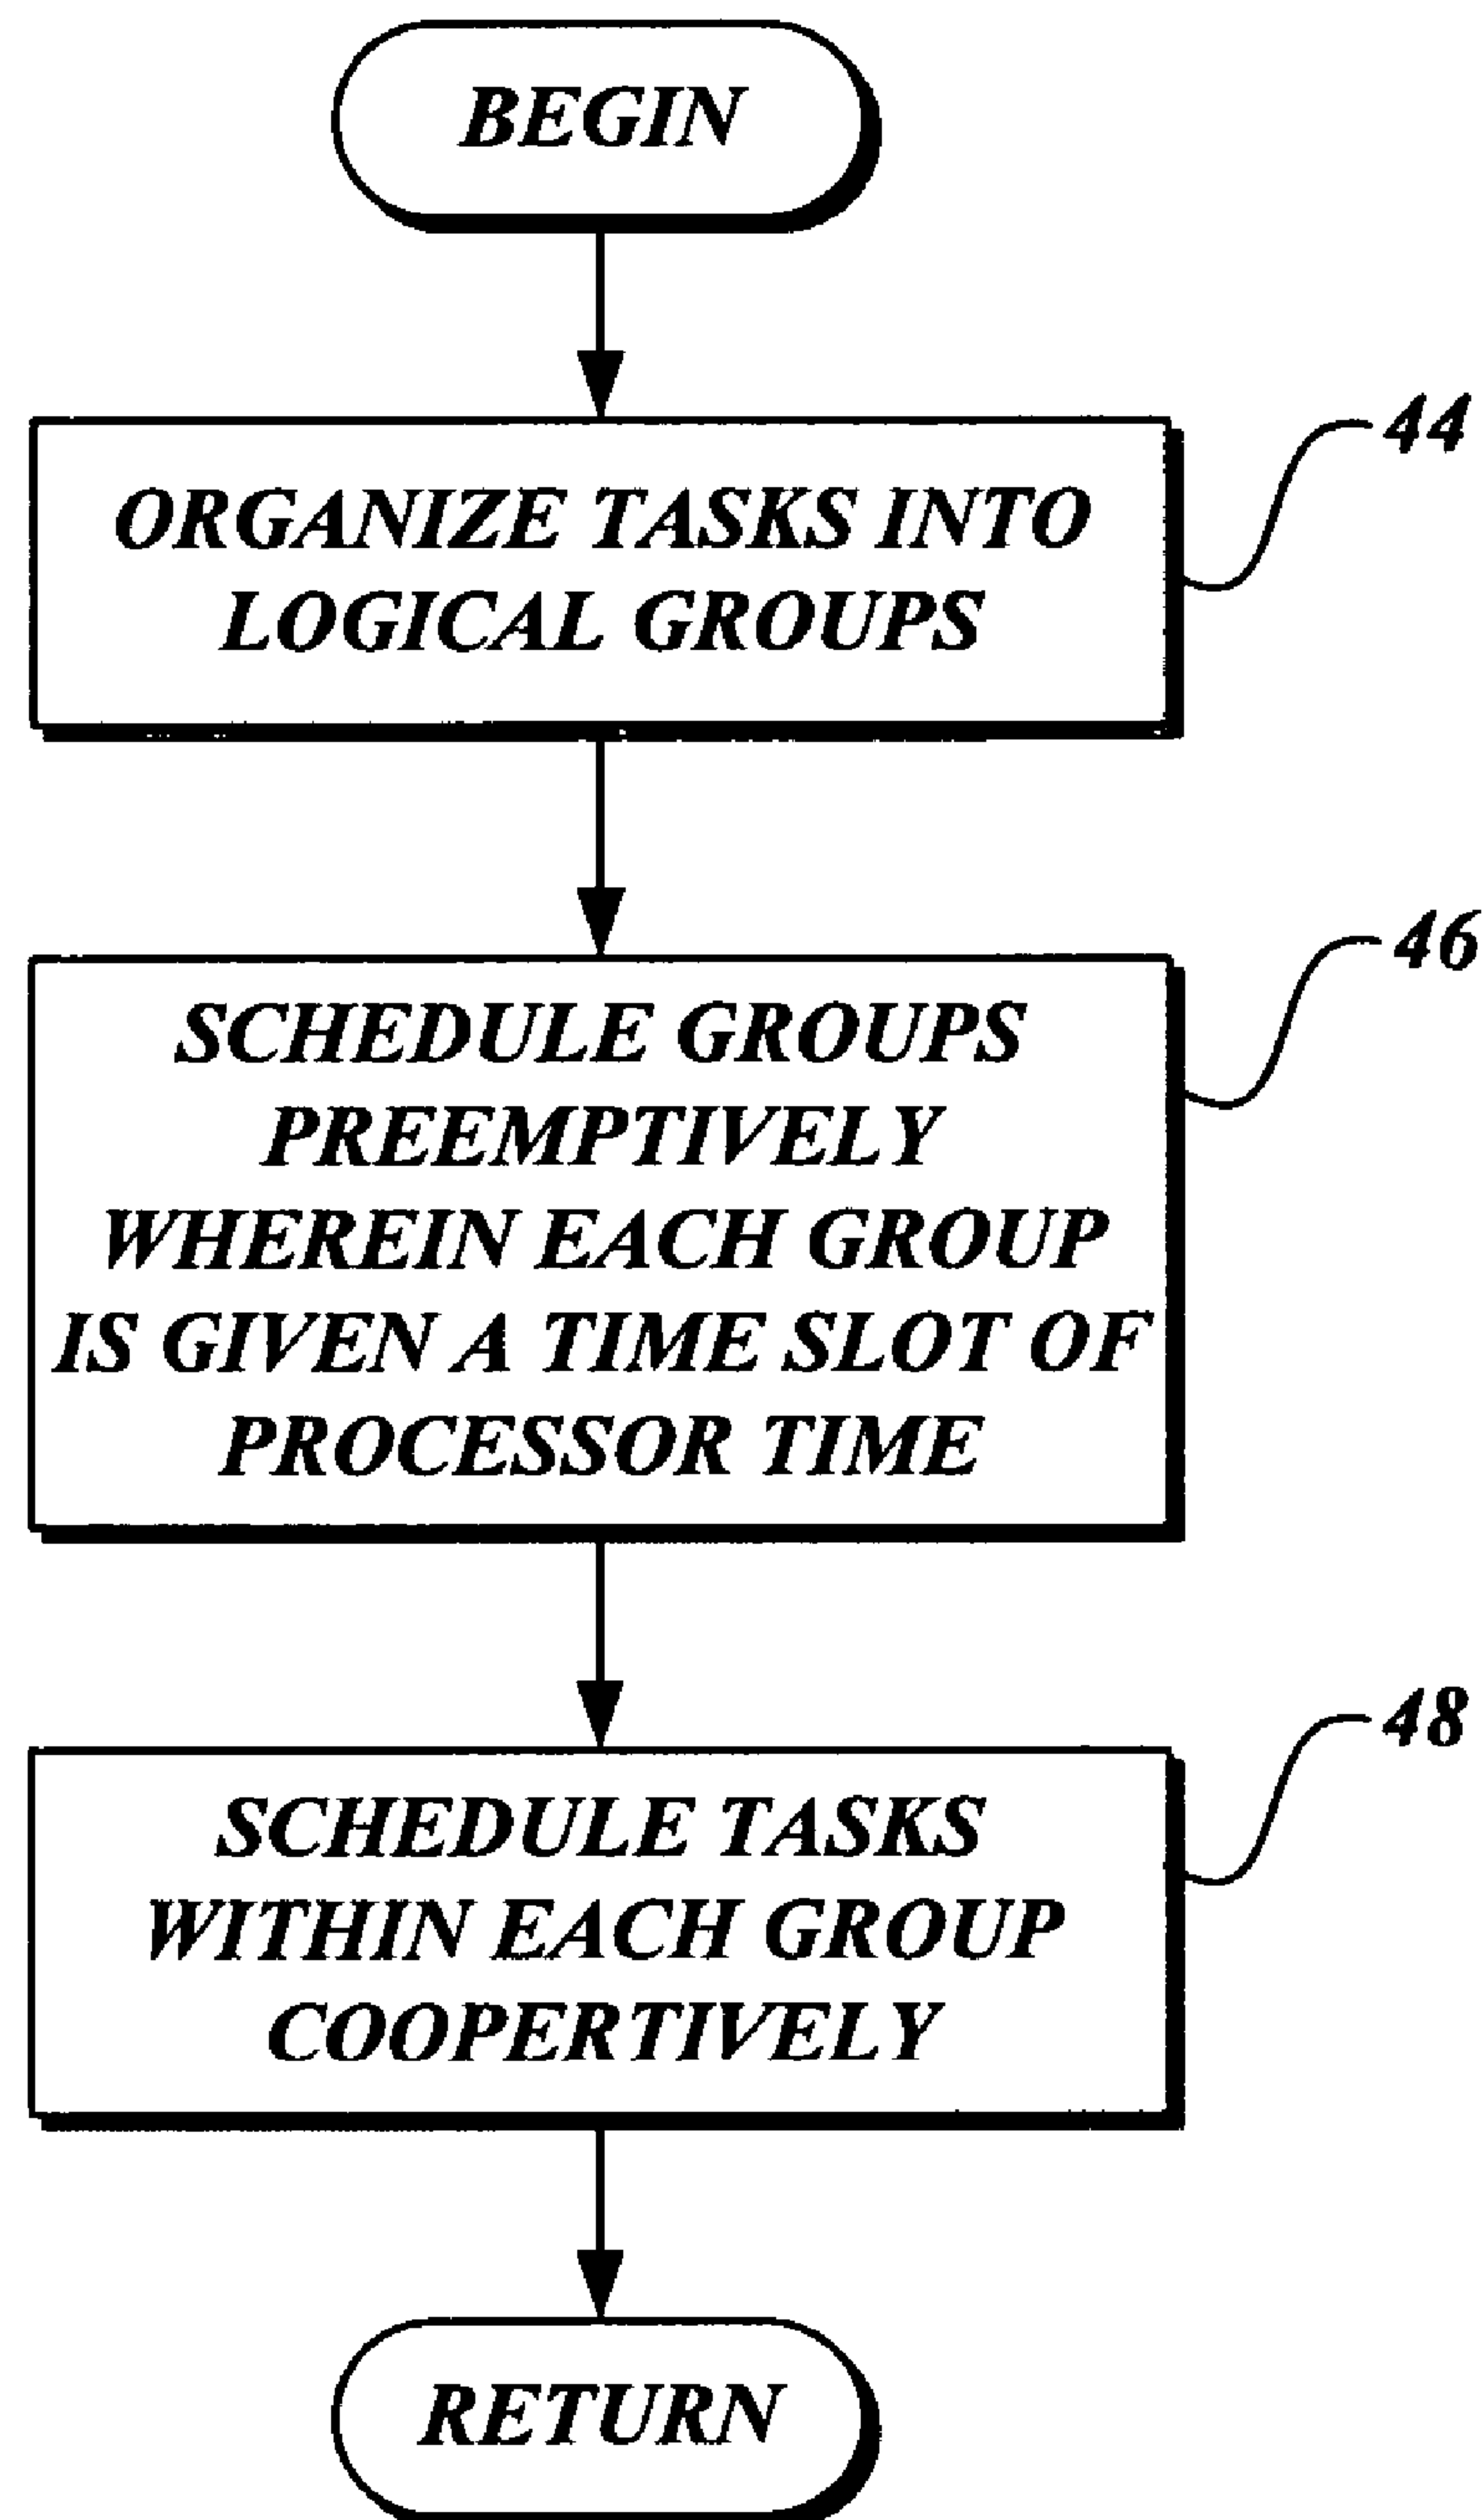 BEGIN
44
ORGANIZE TASKS INTO
LOGICAL GROUPS
46
SCHEDULE GROUPS
PREEMPTIVELY
WHEREIN EACH GROUP
IS GIVEN A TIME SLOT OF
PROCESSOR TIME
48
SCHEDULE TASKS
WITHIN EACH GROUP
COOPERTIVELY
RETURN